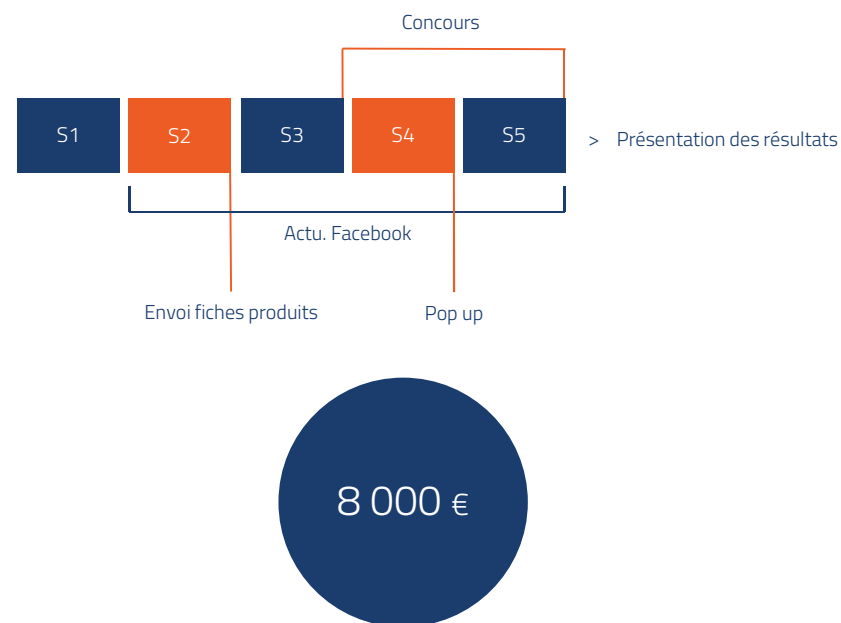 Concours
S1 S2 S3 S4 S5 > Présentation des résultats
Actu. Facebook
Envoi fiches produits
Pop up
8 000 €